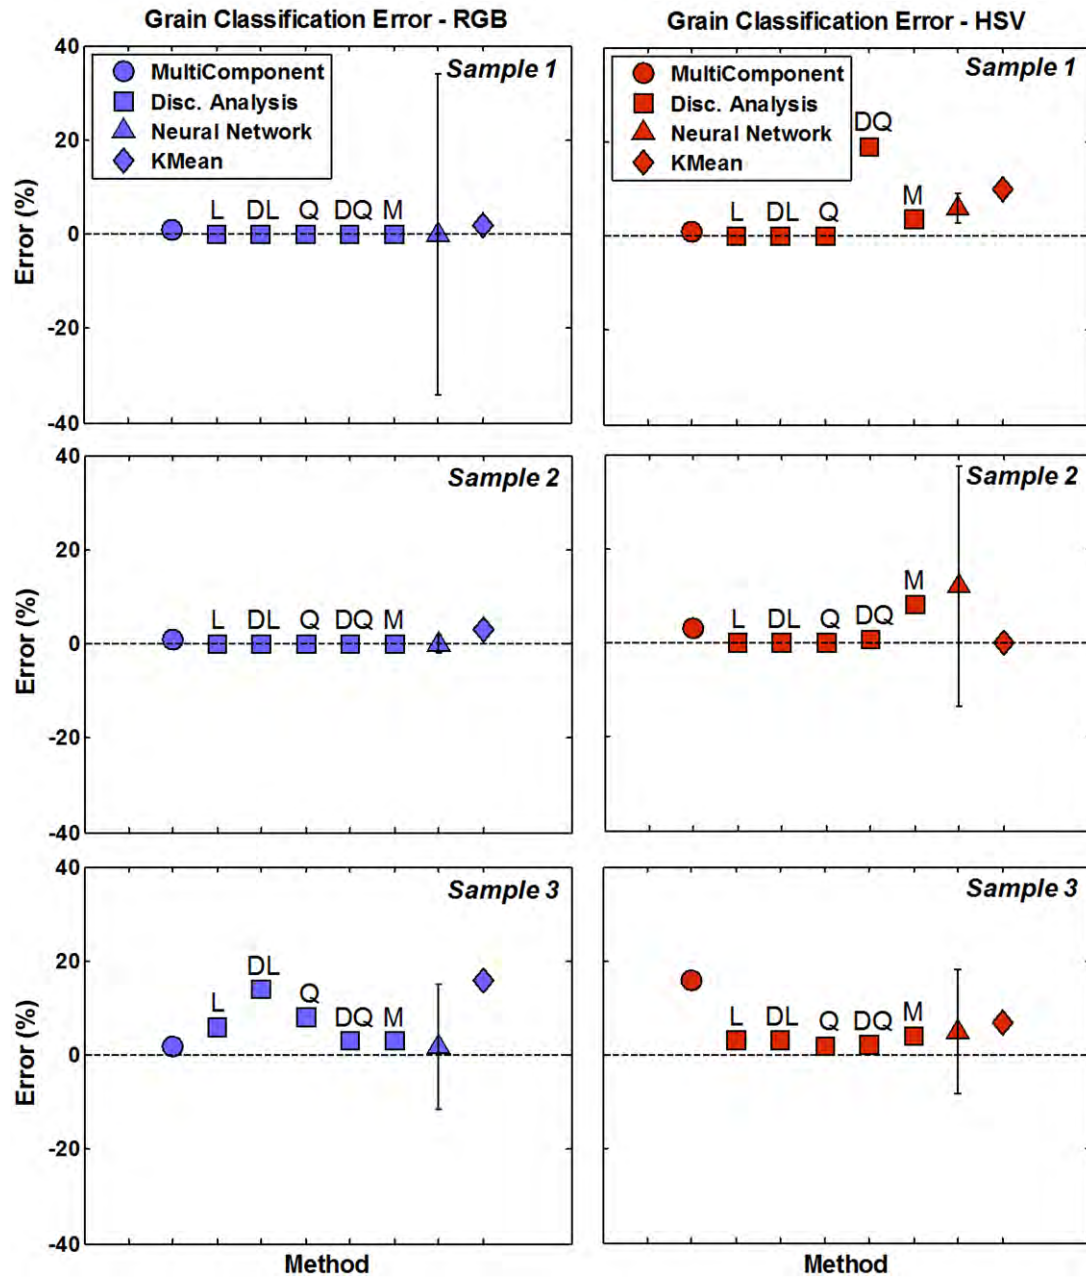 Grain Classification Error - RGB
Grain Classification Error - HSV
40
20
0
-20
-40
Error (%)
MultiComponent
Disc. Analysis
Neural Network
KMean
Sample 1
L DL Q DQ M
MultiComponent
Disc. Analysis
Neural Network
KMean
Sample 1
L DL Q DQ M
40
20
0
-20
-40
Error (%)
Sample 2
L DL Q DQ M
Sample 2
L DL Q DQ M
40
20
0
-20
-40
Error (%)
Sample 3
L DL Q DQ M
Method
Sample 3
L DL Q DQ M
Method